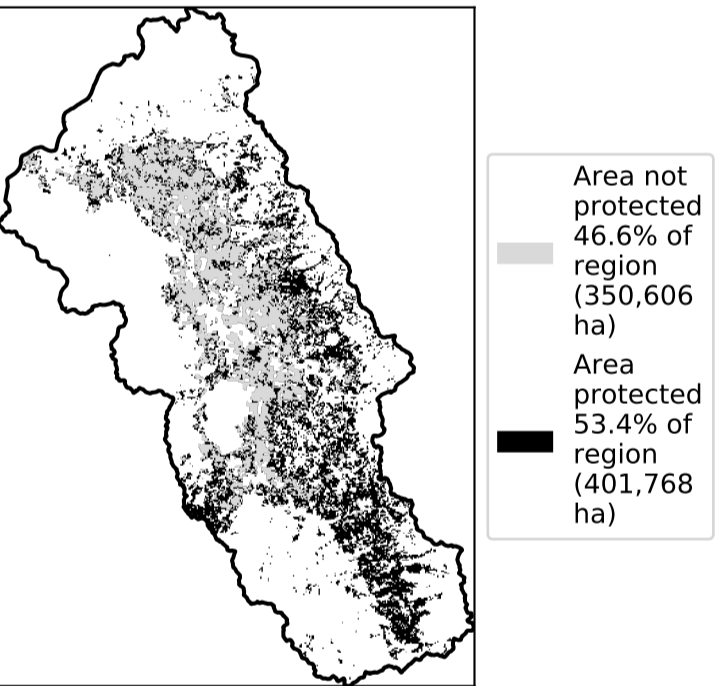 Area not
protected
46.6% of
region
(350,606
ha)
Area
protected
53.4% of
region
(401,768
ha)